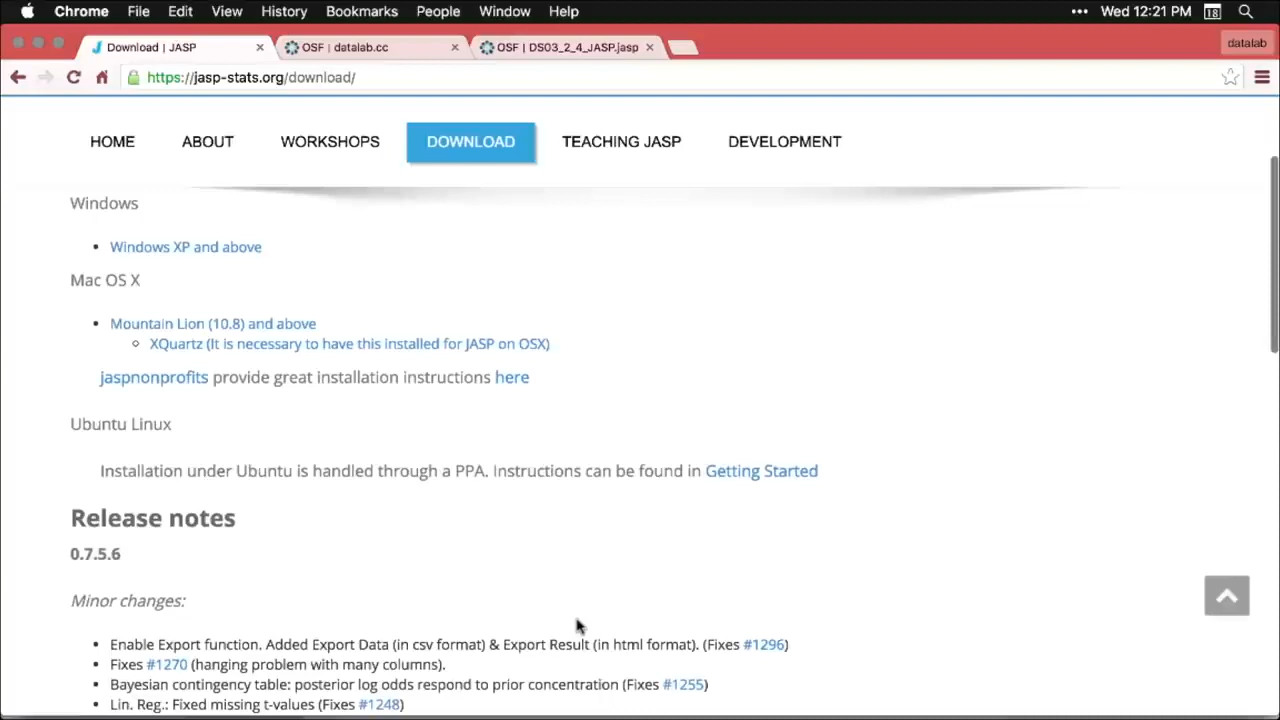 Chrome File Edit View History Bookmarks People Window Help ••• Wed 12:21 PM 18
Download | JASP × OSF | datalab.cc × OSF | DS03_2_4_JASP.jasp × datalab
https://jasp-stats.org/download/
HOME ABOUT WORKSHOPS DOWNLOAD TEACHING JASP DEVELOPMENT
Windows
• Windows XP and above
Mac OS X
• Mountain Lion (10.8) and above
○ XQuartz (It is necessary to have this installed for JASP on OSX)
jaspnonprofits provide great installation instructions here
Ubuntu Linux
Installation under Ubuntu is handled through a PPA. Instructions can be found in Getting Started
Release notes
0.7.5.6
Minor changes:
• Enable Export function. Added Export Data (in csv format) & Export Result (in html format). (Fixes #1296)
• Fixes #1270 (hanging problem with many columns).
• Bayesian contingency table: posterior log odds respond to prior concentration (Fixes #1255)
• Lin. Reg.: Fixed missing t-values (Fixes #1248)